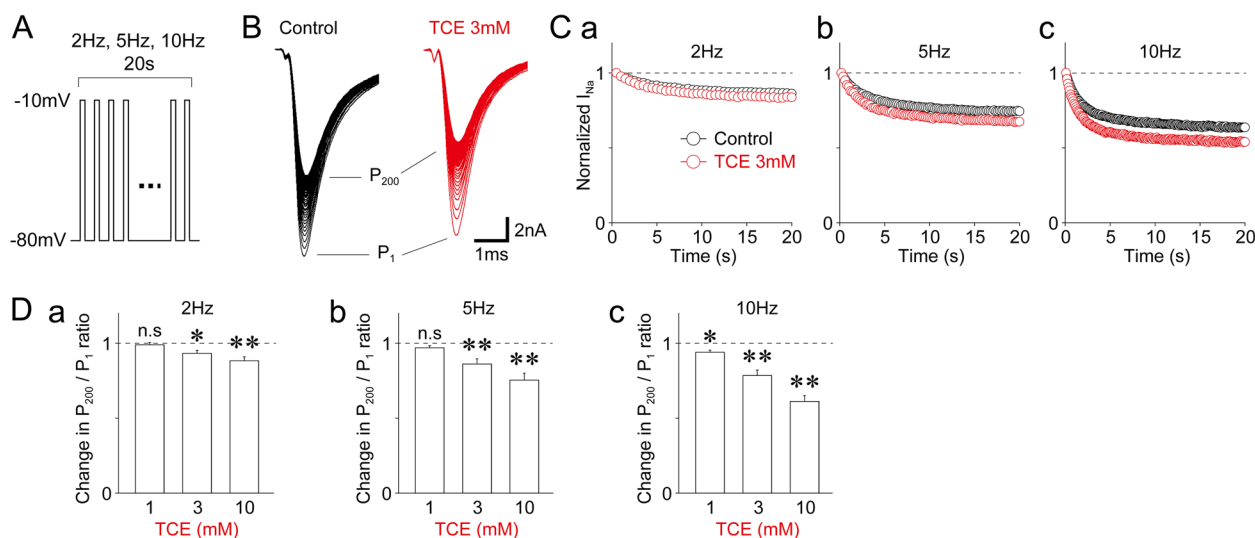 A
2Hz, 5Hz, 10Hz
20s
-10mV
-80mV
B
Control
TCE 3mM
P200
P1
2nA
1ms
C
a
2Hz
Nornalized INa
1
0
Control
TCE 3mM
0 5 10 15 20
Time (s)
b
5Hz
1
0
0 5 10 15 20
Time (s)
c
10Hz
1
0
0 5 10 15 20
Time (s)
D
a
2Hz
Change in P200 / P1 ratio
1
0
n.s
*
**
1 3 10
TCE (mM)
b
5Hz
Change in P200 / P1 ratio
1
0
n.s
**
**
1 3 10
TCE (mM)
c
10Hz
Change in P200 / P1 ratio
1
0
*
**
**
1 3 10
TCE (mM)